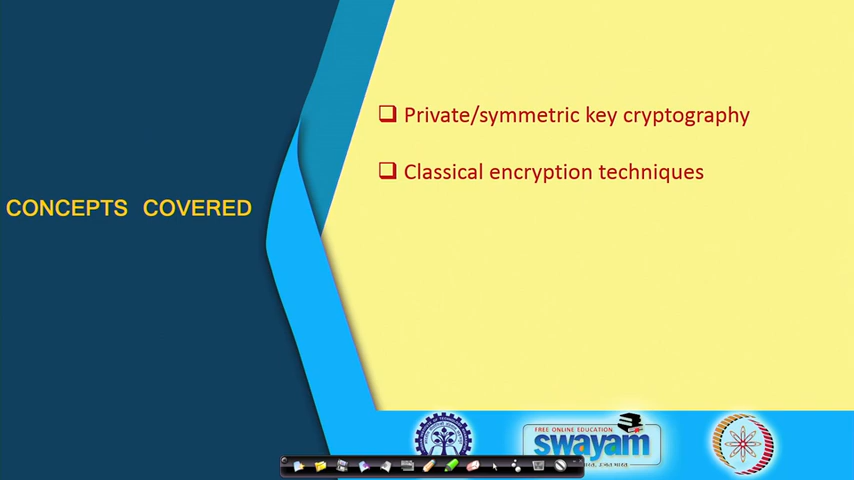 ❑ Private/symmetric key cryptography
❑ Classical encryption techniques
CONCEPTS COVERED
FREE ONLINE EDUCATION
swayam